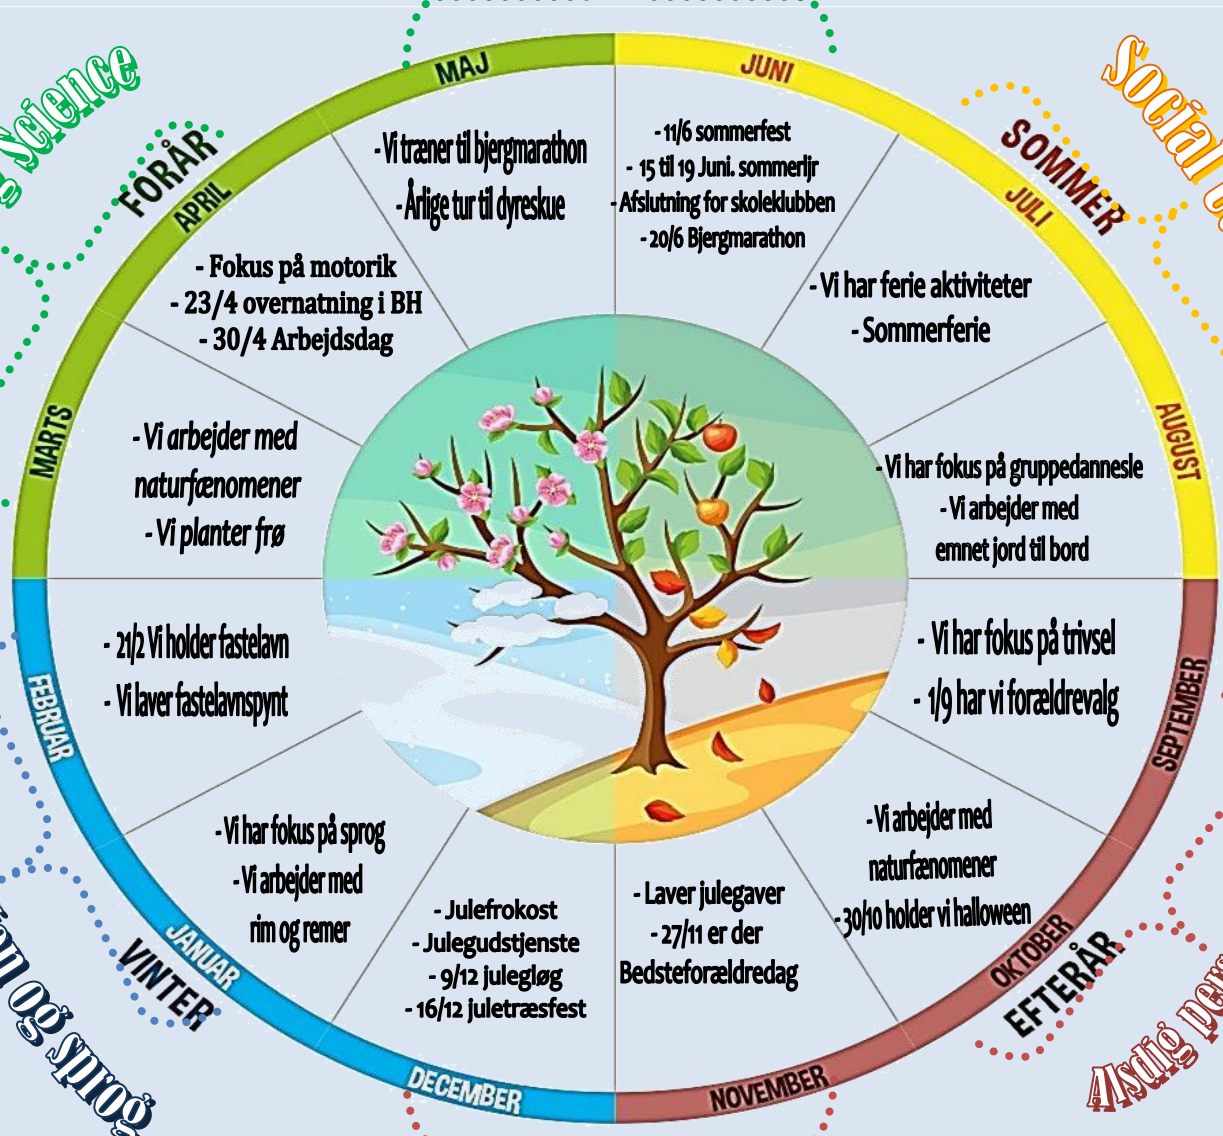 Science
FORÅR
SOMMER
Social
MAJ
- Vi træner til bjergmarathon
- Årlige tur til dyreskue
JUNI
- 11/6 sommerfest
- 15 til 19 Juni. sommerljr
- Afslutning for skoleklubben
- 20/6 Bjergmarathon
APRIL
- Fokus på motorik
- 23/4 overnatning i BH
- 30/4 Arbejdsdag
JULI
- Vi har ferie aktiviteter
- Sommerferie
MARTS
- Vi arbejder med
naturfænomener
- Vi planter frø
AUGUST
- Vi har fokus på gruppedannesle
- Vi arbejder med
emnet jord til bord
FEBRUAR
- 21/2 Vi holder fastelavn
- Vi laver fastelavnspynt
SEPTEMBER
- Vi har fokus på trivsel
- 1/9 har vi forældrevalg
JANUAR
- Vi har fokus på sprog
- Vi arbejder med
rim og remer
OKTOBER
- Vi arbejder med
naturfænomener
- 30/10 holder vi halloween
DECEMBER
- Julefrokost
- Julegudstjenste
- 9/12 julegløg
- 16/12 juletræsfest
NOVEMBER
- Laver julegaver
- 27/11 er der
Bedsteforældredag
VINTER
EFTERÅR
og sprog
Alsdig